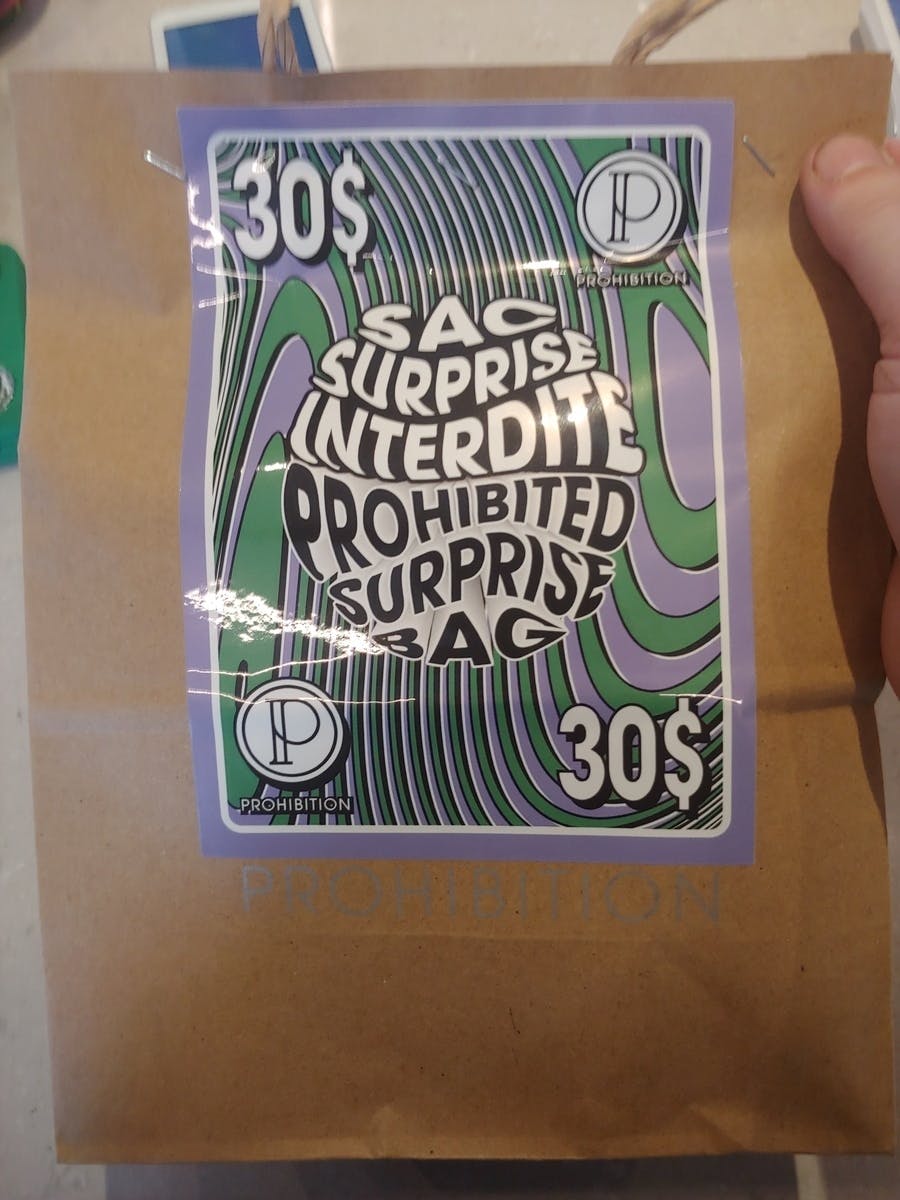 30$
P
PROHIBITION
SAC
SURPRISE
INTERDITE
PROHIBITED
SURPRISE
BAG
P
PROHIBITION
30$
PROHIBITION